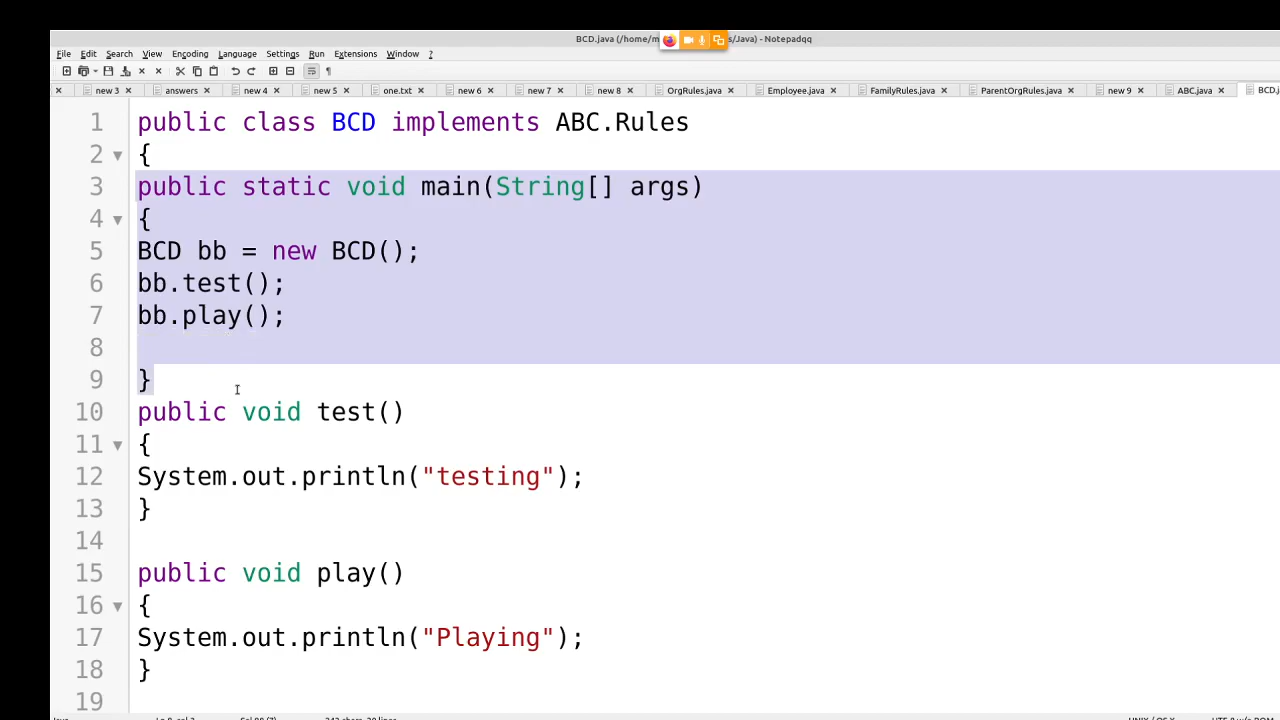 BCD.java (/home/m s/Java) - Notepadqq
File Edit Search View Encoding Language Settings Run Extensions Window ?
new 3 answers new 4 new 5 one.txt new 6 new 7 new 8 OrgRules.java Employee.java FamilyRules.java ParentOrgRules.java new 9 ABC.java BCD.j
1 public class BCD implements ABC.Rules
2 {
3 public static void main(String[] args)
4 {
5 BCD bb = new BCD();
6 bb.test();
7 bb.play();
8
9 }
10 public void test()
11 {
12 System.out.println("testing");
13 }
14
15 public void play()
16 {
17 System.out.println("Playing");
18 }
19